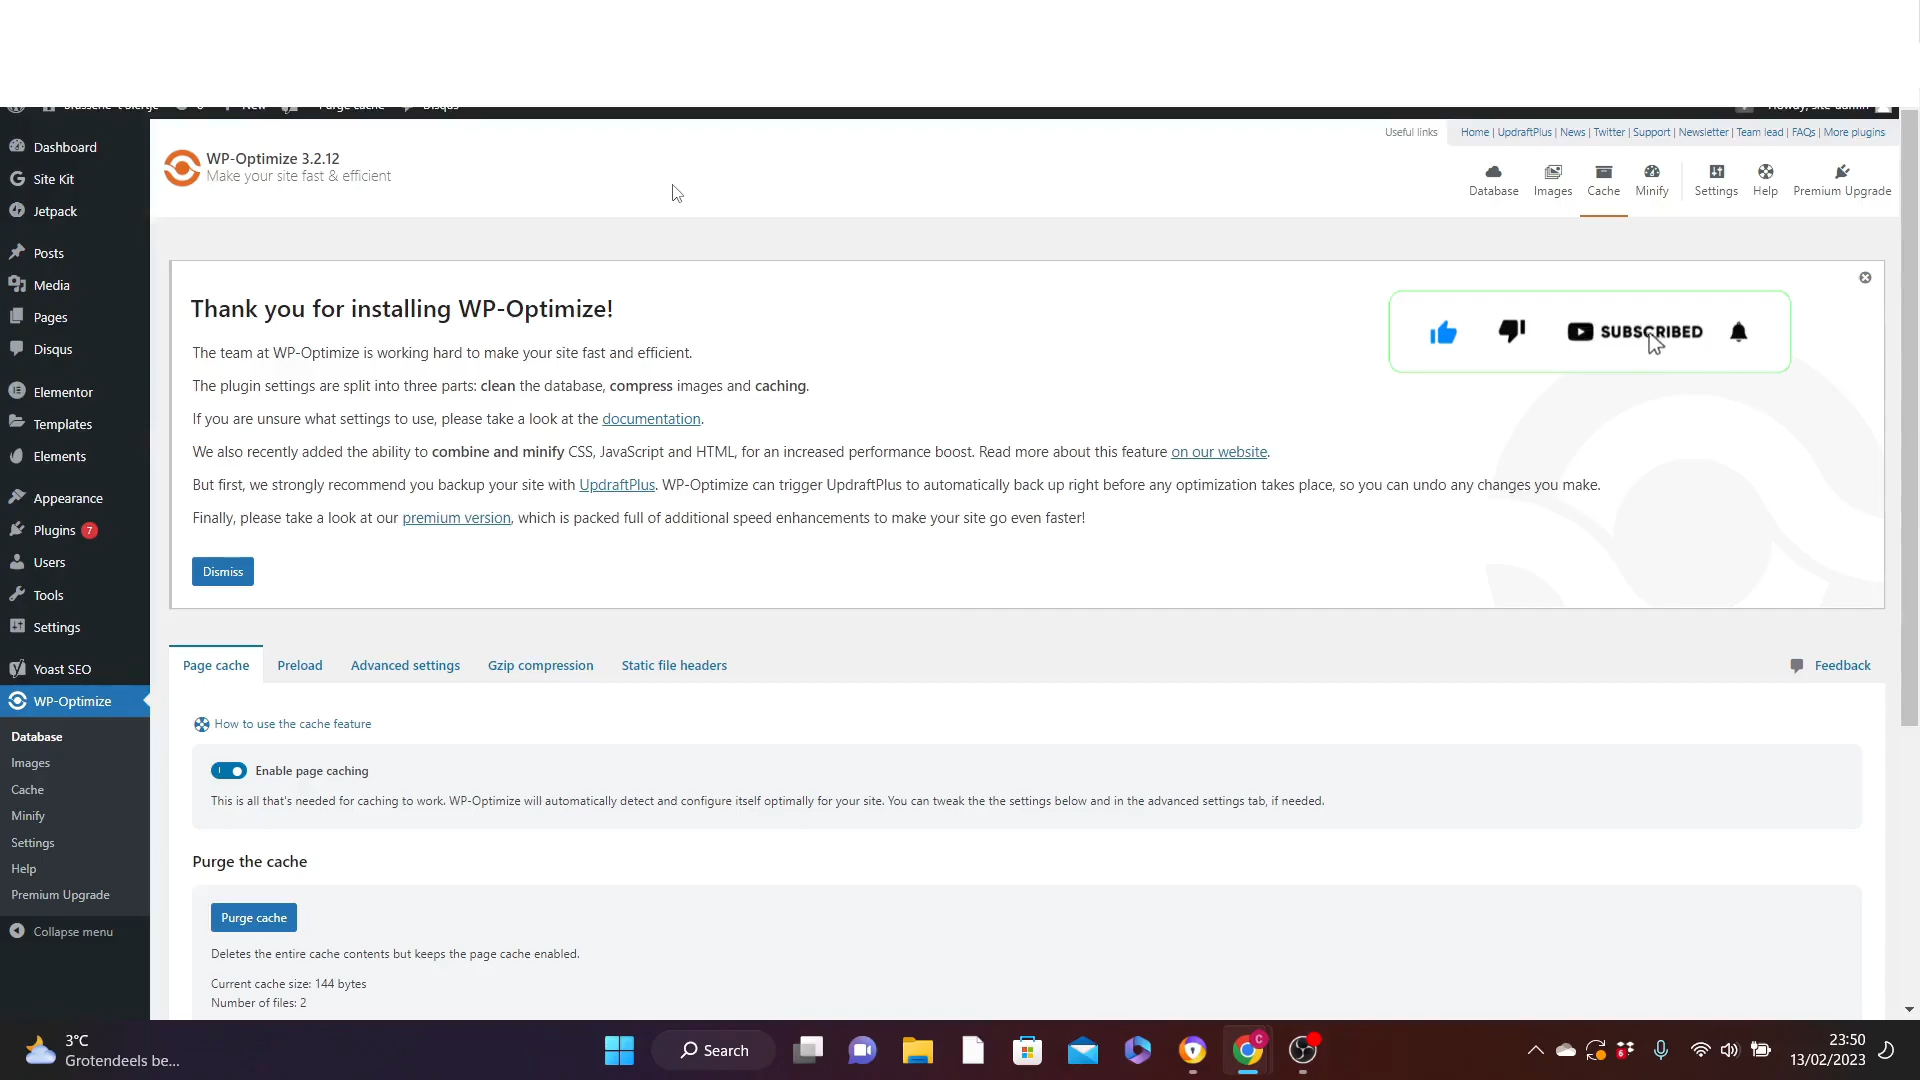 New
Disqus
Useful links
Home | UpdraftPlus | News | Twitter | Support | Newsletter | Team lead | FAQs | More plugins
WP-Optimize 3.2.12
Make your site fast & efficient
Database
Images
Cache
Minify
Settings
Help
Premium Upgrade
Dashboard
Site Kit
Jetpack
Posts
Media
Pages
Disqus
Elementor
Templates
Elements
Appearance
Plugins 7
Users
Tools
Settings
Yoast SEO
WP-Optimize
Database
Images
Cache
Minify
Settings
Help
Premium Upgrade
Collapse menu
Thank you for installing WP-Optimize!
The team at WP-Optimize is working hard to make your site fast and efficient.
The plugin settings are split into three parts: clean the database, compress images and caching.
If you are unsure what settings to use, please take a look at the documentation.
We also recently added the ability to combine and minify CSS, JavaScript and HTML, for an increased performance boost. Read more about this feature on our website.
But first, we strongly recommend you backup your site with UpdraftPlus. WP-Optimize can trigger UpdraftPlus to automatically back up right before any optimization takes place, so you can undo any changes you make.
Finally, please take a look at our premium version, which is packed full of additional speed enhancements to make your site go even faster!
Dismiss
SUBSCRIBED
Page cache
Preload
Advanced settings
Gzip compression
Static file headers
Feedback
How to use the cache feature
Enable page caching
This is all that's needed for caching to work. WP-Optimize will automatically detect and configure itself optimally for your site. You can tweak the the settings below and in the advanced settings tab, if needed.
Purge the cache
Purge cache
Deletes the entire cache contents but keeps the page cache enabled.
Current cache size: 144 bytes
Number of files: 2
3°C
Grotendeels be...
Search
C
6
23:50
13/02/2023